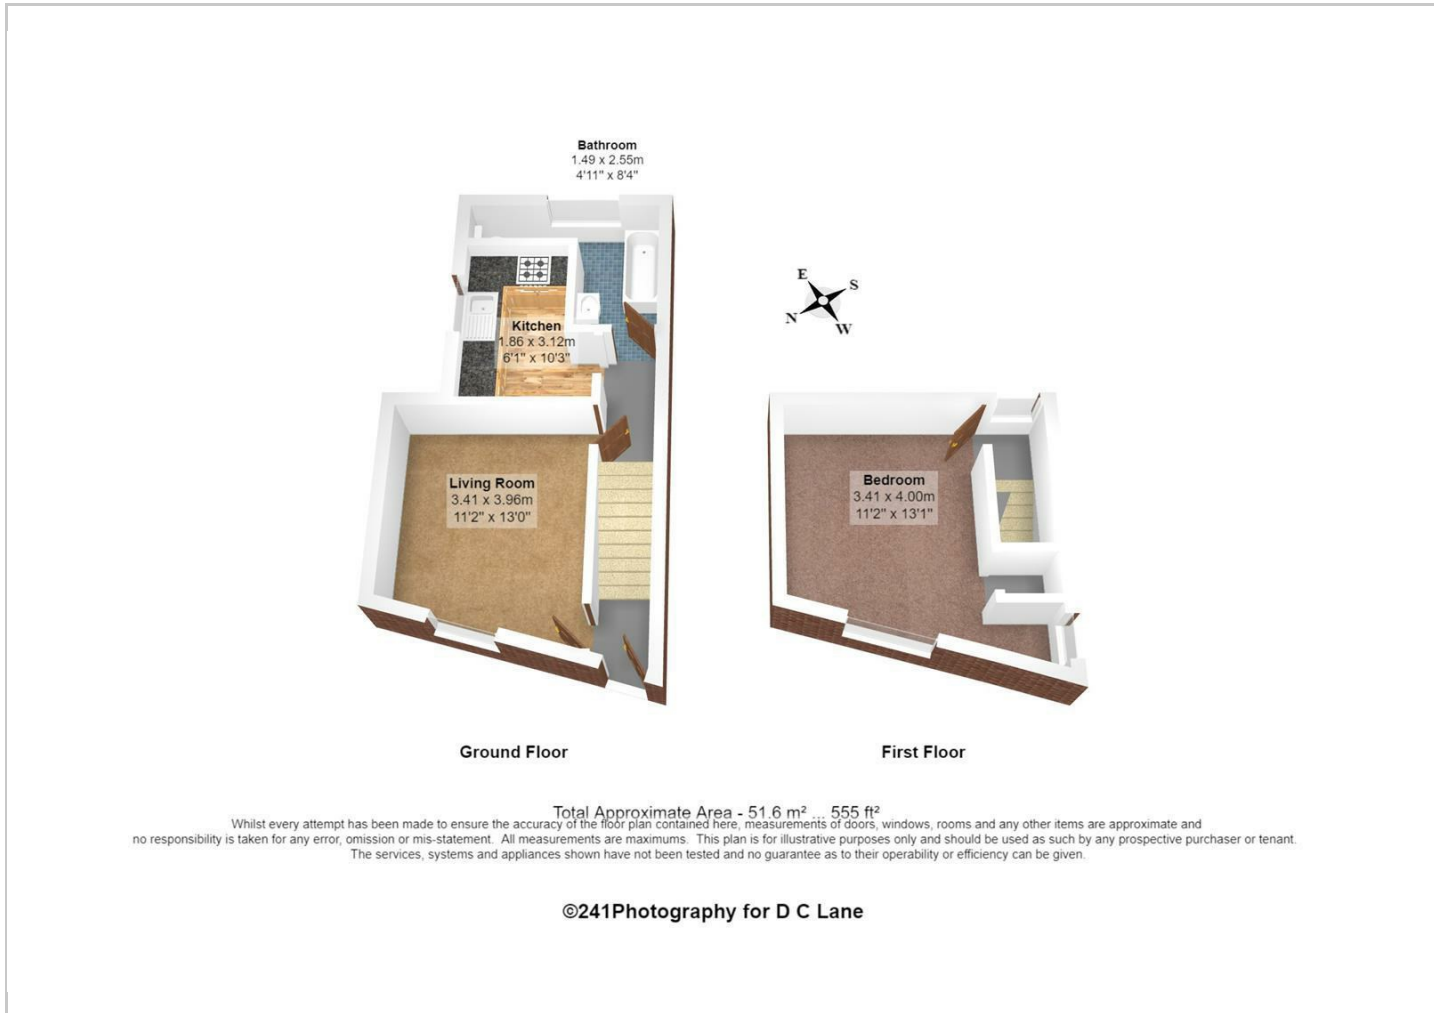 Bathroom
1.49 x 2.55m
4'11" x 8'4"
Kitchen
1.86 x 3.12m
6'1" x 10'3"
E
S
N
W
Living Room
3.41 x 3.96m
11'2" x 13'0"
Bedroom
3.41 x 4.00m
11'2" x 13'1"
Ground Floor
First Floor
Total Approximate Area - 51.6 m² ... 555 ft²
Whilst every attempt has been made to ensure the accuracy of the floor plan contained here, measurements of doors, windows, rooms and any other items are approximate and
no responsibility is taken for any error, omission or mis-statement. All measurements are maximums. This plan is for illustrative purposes only and should be used as such by any prospective purchaser or tenant.
The services, systems and appliances shown have not been tested and no guarantee as to their operability or efficiency can be given.
©241Photography for D C Lane